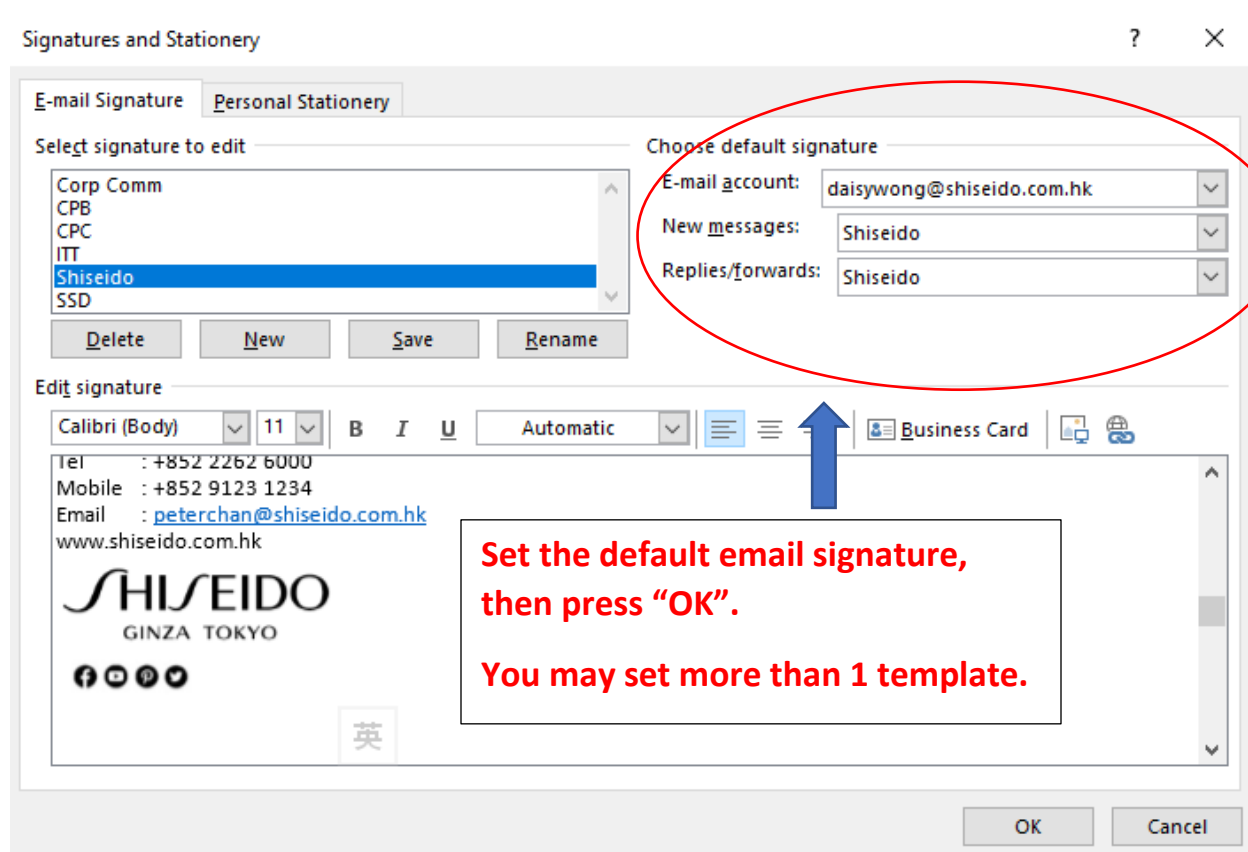 Signatures and Stationery ? ×
E-mail Signature Personal Stationery
Select signature to edit
Corp Comm
CPB
CPC
ITT
Shiseido
SSD
Delete New Save Rename
Choose default signature
E-mail account: daisywong@shiseido.com.hk
New messages: Shiseido
Replies/forwards: Shiseido
Edit signature
Calibri (Body) 11 B I U Automatic Business Card
Tel : +852 2262 6000
Mobile : +852 9123 1234
Email : peterchan@shiseido.com.hk
www.shiseido.com.hk
SHISEIDO
GINZA TOKYO
Set the default email signature,
then press “OK”.
You may set more than 1 template.
英
OK Cancel